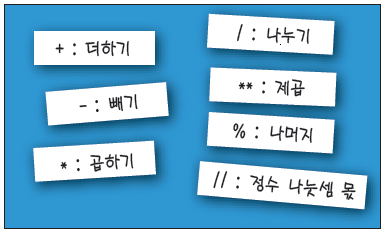 + : 더하기
- : 빼기
* : 곱하기
/ : 나누기
** : 제곱
% : 나머지
// : 정수 나눗셈 몫